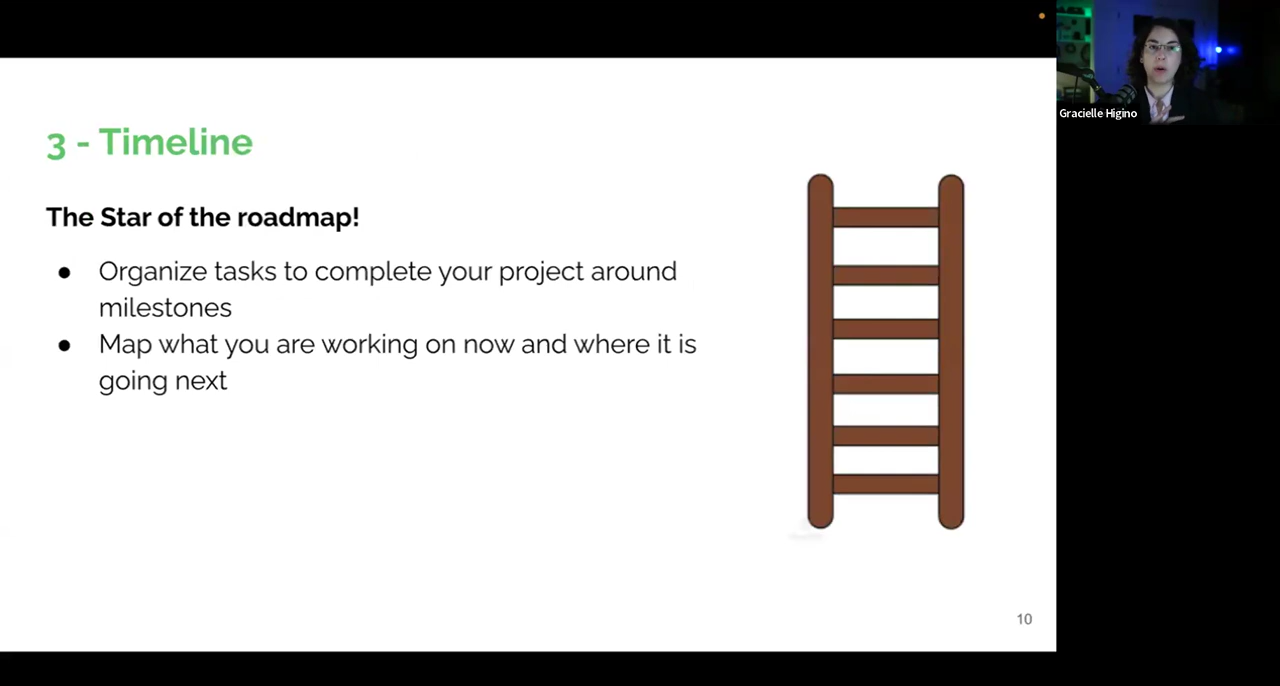 3 - Timeline
The Star of the roadmap!
● Organize tasks to complete your project around
milestones
● Map what you are working on now and where it is
going next
10
Gracielle Higino